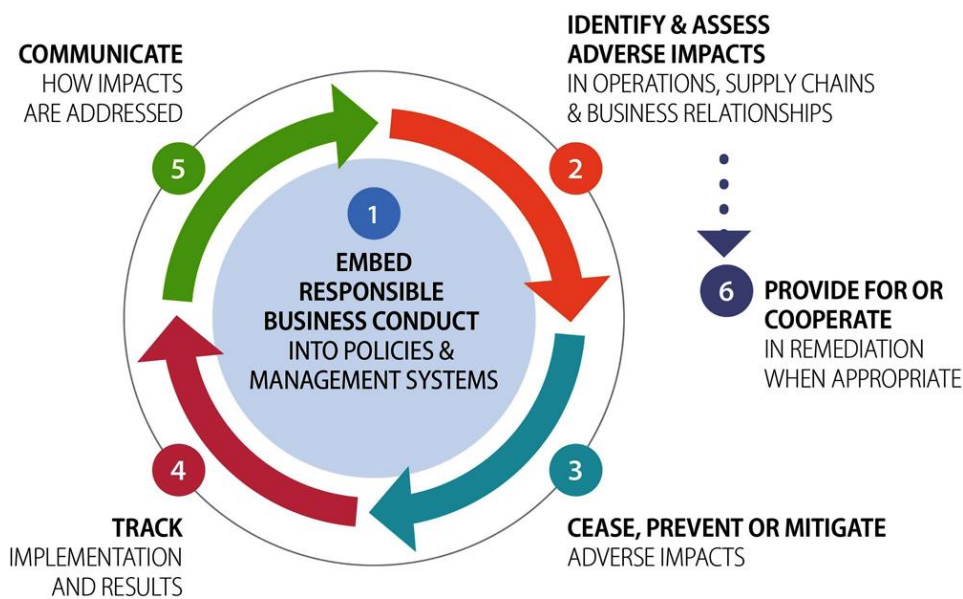 1
EMBED
RESPONSIBLE
BUSINESS CONDUCT
INTO POLICIES &
MANAGEMENT SYSTEMS
2
IDENTIFY & ASSESS
ADVERSE IMPACTS
IN OPERATIONS, SUPPLY CHAINS
& BUSINESS RELATIONSHIPS
3
CEASE, PREVENT OR MITIGATE
ADVERSE IMPACTS
4
TRACK
IMPLEMENTATION
AND RESULTS
5
COMMUNICATE
HOW IMPACTS
ARE ADDRESSED
6
PROVIDE FOR OR
COOPERATE
IN REMEDIATION
WHEN APPROPRIATE